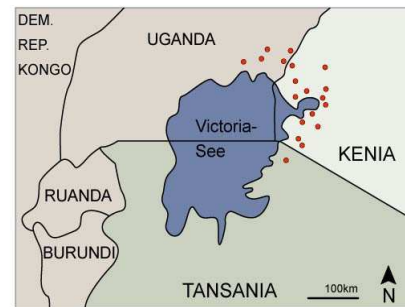 DEM.
REP.
KONGO
UGANDA
Victoria-
See
KENIA
RUANDA
BURUNDI
TANSANIA
100km
N